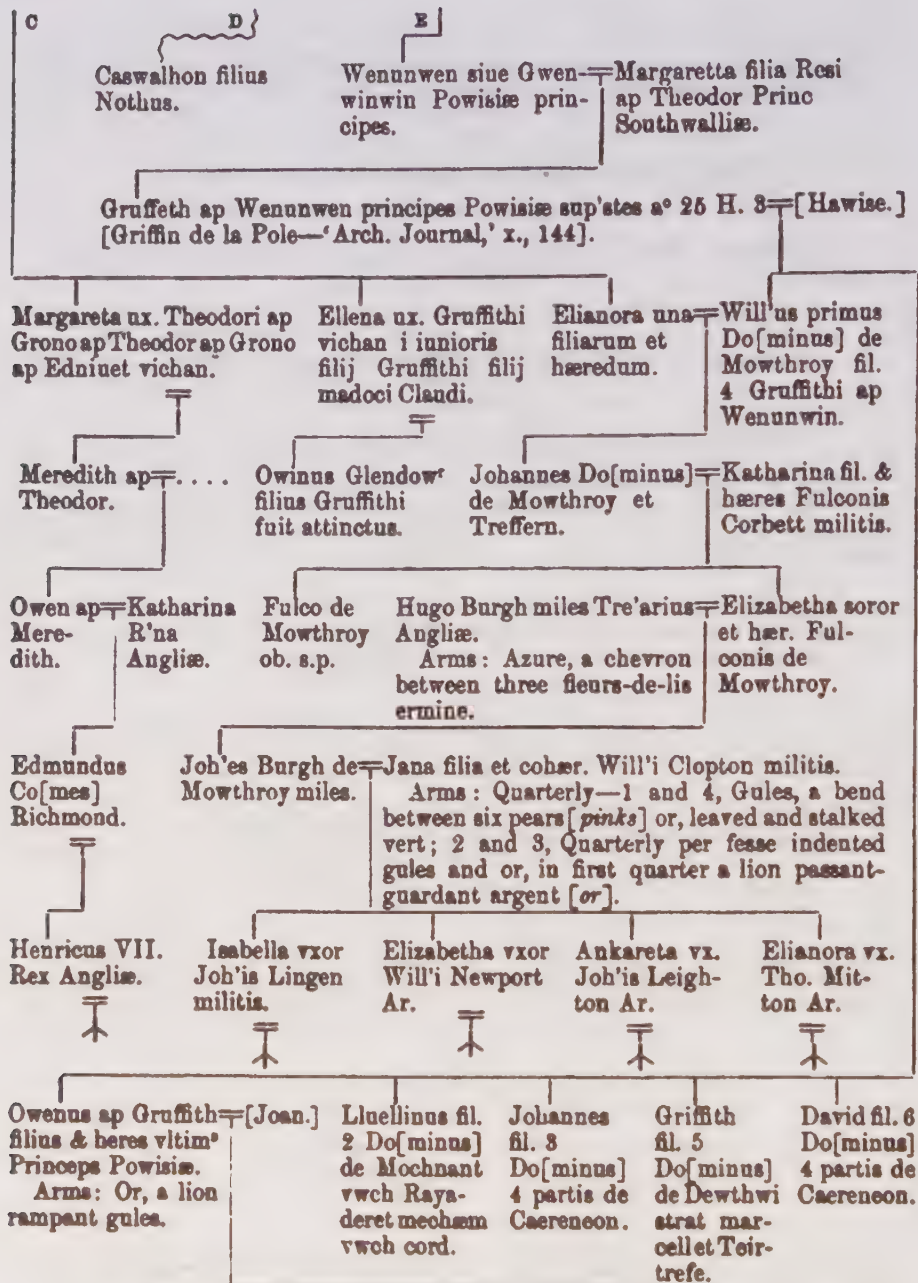 C
D
E
Caswalhon filius
Nothus.
Wenunwen siue Gwen-
winwin Powisiæ prin-
cipes.
Margaretta filia Resi
ap Theodor Princ
Southwalliæ.
Gruffeth ap Wenunwen principes Powisiæ sup'stes a° 25 H. 3
[Griffin de la Pole—‘Arch. Journal,’ x., 144].
[Hawise.]
Margareta ux. Theodori ap
Grono ap Theodor ap Grono
ap Edniuet vichan.
Ellena ux. Gruffithi
vichan i iunioris
filij Gruffithi filij
madoci Claudi.
Elianora una
filiarum et
hæredum.
Will'us primus
Do[minus] de
Mowthroy fil.
4 Gruffithi ap
Wenunwin.
Meredith ap
Theodor.
. . . .
Owinus Glendowʳ
filius Gruffithi
fuit attinctus.
Johannes Do[minus]
de Mowthroy et
Treffern.
Katharina fil. &
hæres Fulconis
Corbett militis.
Owen ap
Mere-
dith.
Katharina
R'na
Angliæ.
Fulco de
Mowthroy
ob. s.p.
Hugo Burgh miles Tre'arius
Angliæ.
Arms: Azure, a chevron
between three fleurs-de-lis
ermine.
Elizabetha soror
et hær. Ful-
conis de
Mowthroy.
Edmundus
Co[mes]
Richmond.
Joh'es Burgh de
Mowthroy miles.
Jana filia et cohær. Will'i Clopton militis.
Arms: Quarterly—1 and 4, Gules, a bend
between six pears [pinks] or, leaved and stalked
vert; 2 and 3, Quarterly per fesse indented
gules and or, in first quarter a lion passant-
guardant argent [or].
Henricus VII.
Rex Angliæ.
Isabella vxor
Joh'is Lingen
militis.
Elizabetha vxor
Will'i Newport
Ar.
Ankareta vx.
Joh'is Leigh-
ton Ar.
Elianora vx.
Tho. Mit-
ton Ar.
Owenus ap Gruffith
filius & heres vltimˢ
Princeps Powisiæ.
Arms: Or, a lion
rampant gules.
[Joan.]
Lluellinus fil.
2 Do[minus]
de Mochnant
vwch Raya-
deret mechæm
vwch cord.
Johannes
fil. 3
Do[minus]
4 partis de
Caereneon.
Griffith
fil. 5
Do[minus]
de Dewthwi
strat mar-
cell et Teir-
trefe.
David fil. 6
Do[minus]
4 partis de
Caereneon.